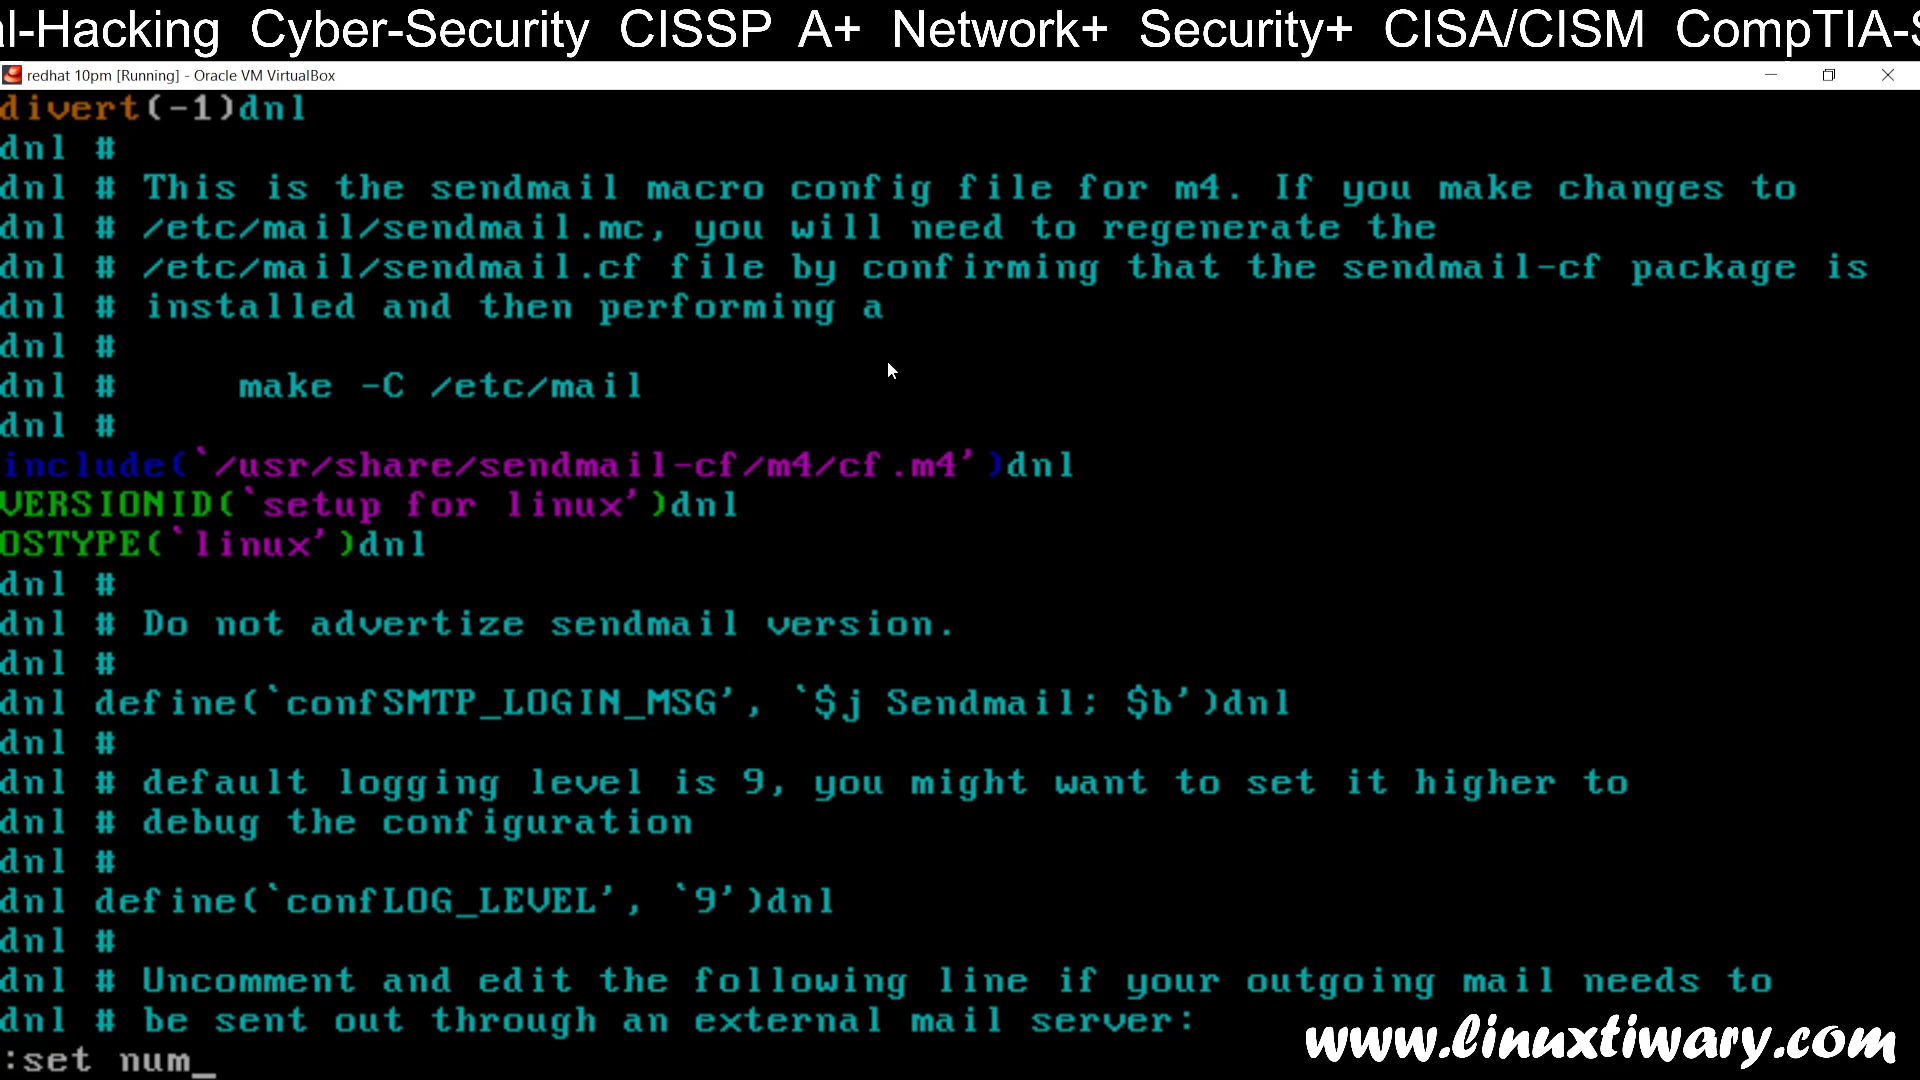 al-Hacking Cyber-Security CISSP A+ Network+ Security+ CISA/CISM CompTIA-S
redhat 10pm [Running] - Oracle VM VirtualBox
divert(-1)dnl
dnl #
dnl # This is the sendmail macro config file for m4. If you make changes to
dnl # /etc/mail/sendmail.mc, you will need to regenerate the
dnl # /etc/mail/sendmail.cf file by confirming that the sendmail-cf package is
dnl # installed and then performing a
dnl #
dnl #     make -C /etc/mail
dnl #
include(`/usr/share/sendmail-cf/m4/cf.m4')dnl
VERSIONID(`setup for linux')dnl
OSTYPE(`linux')dnl
dnl #
dnl # Do not advertize sendmail version.
dnl #
dnl define(`confSMTP_LOGIN_MSG', `$j Sendmail; $b')dnl
dnl #
dnl # default logging level is 9, you might want to set it higher to
dnl # debug the configuration
dnl #
dnl define(`confLOG_LEVEL', `9')dnl
dnl #
dnl # Uncomment and edit the following line if your outgoing mail needs to
dnl # be sent out through an external mail server:
:set num_
www.linuxtiwary.com